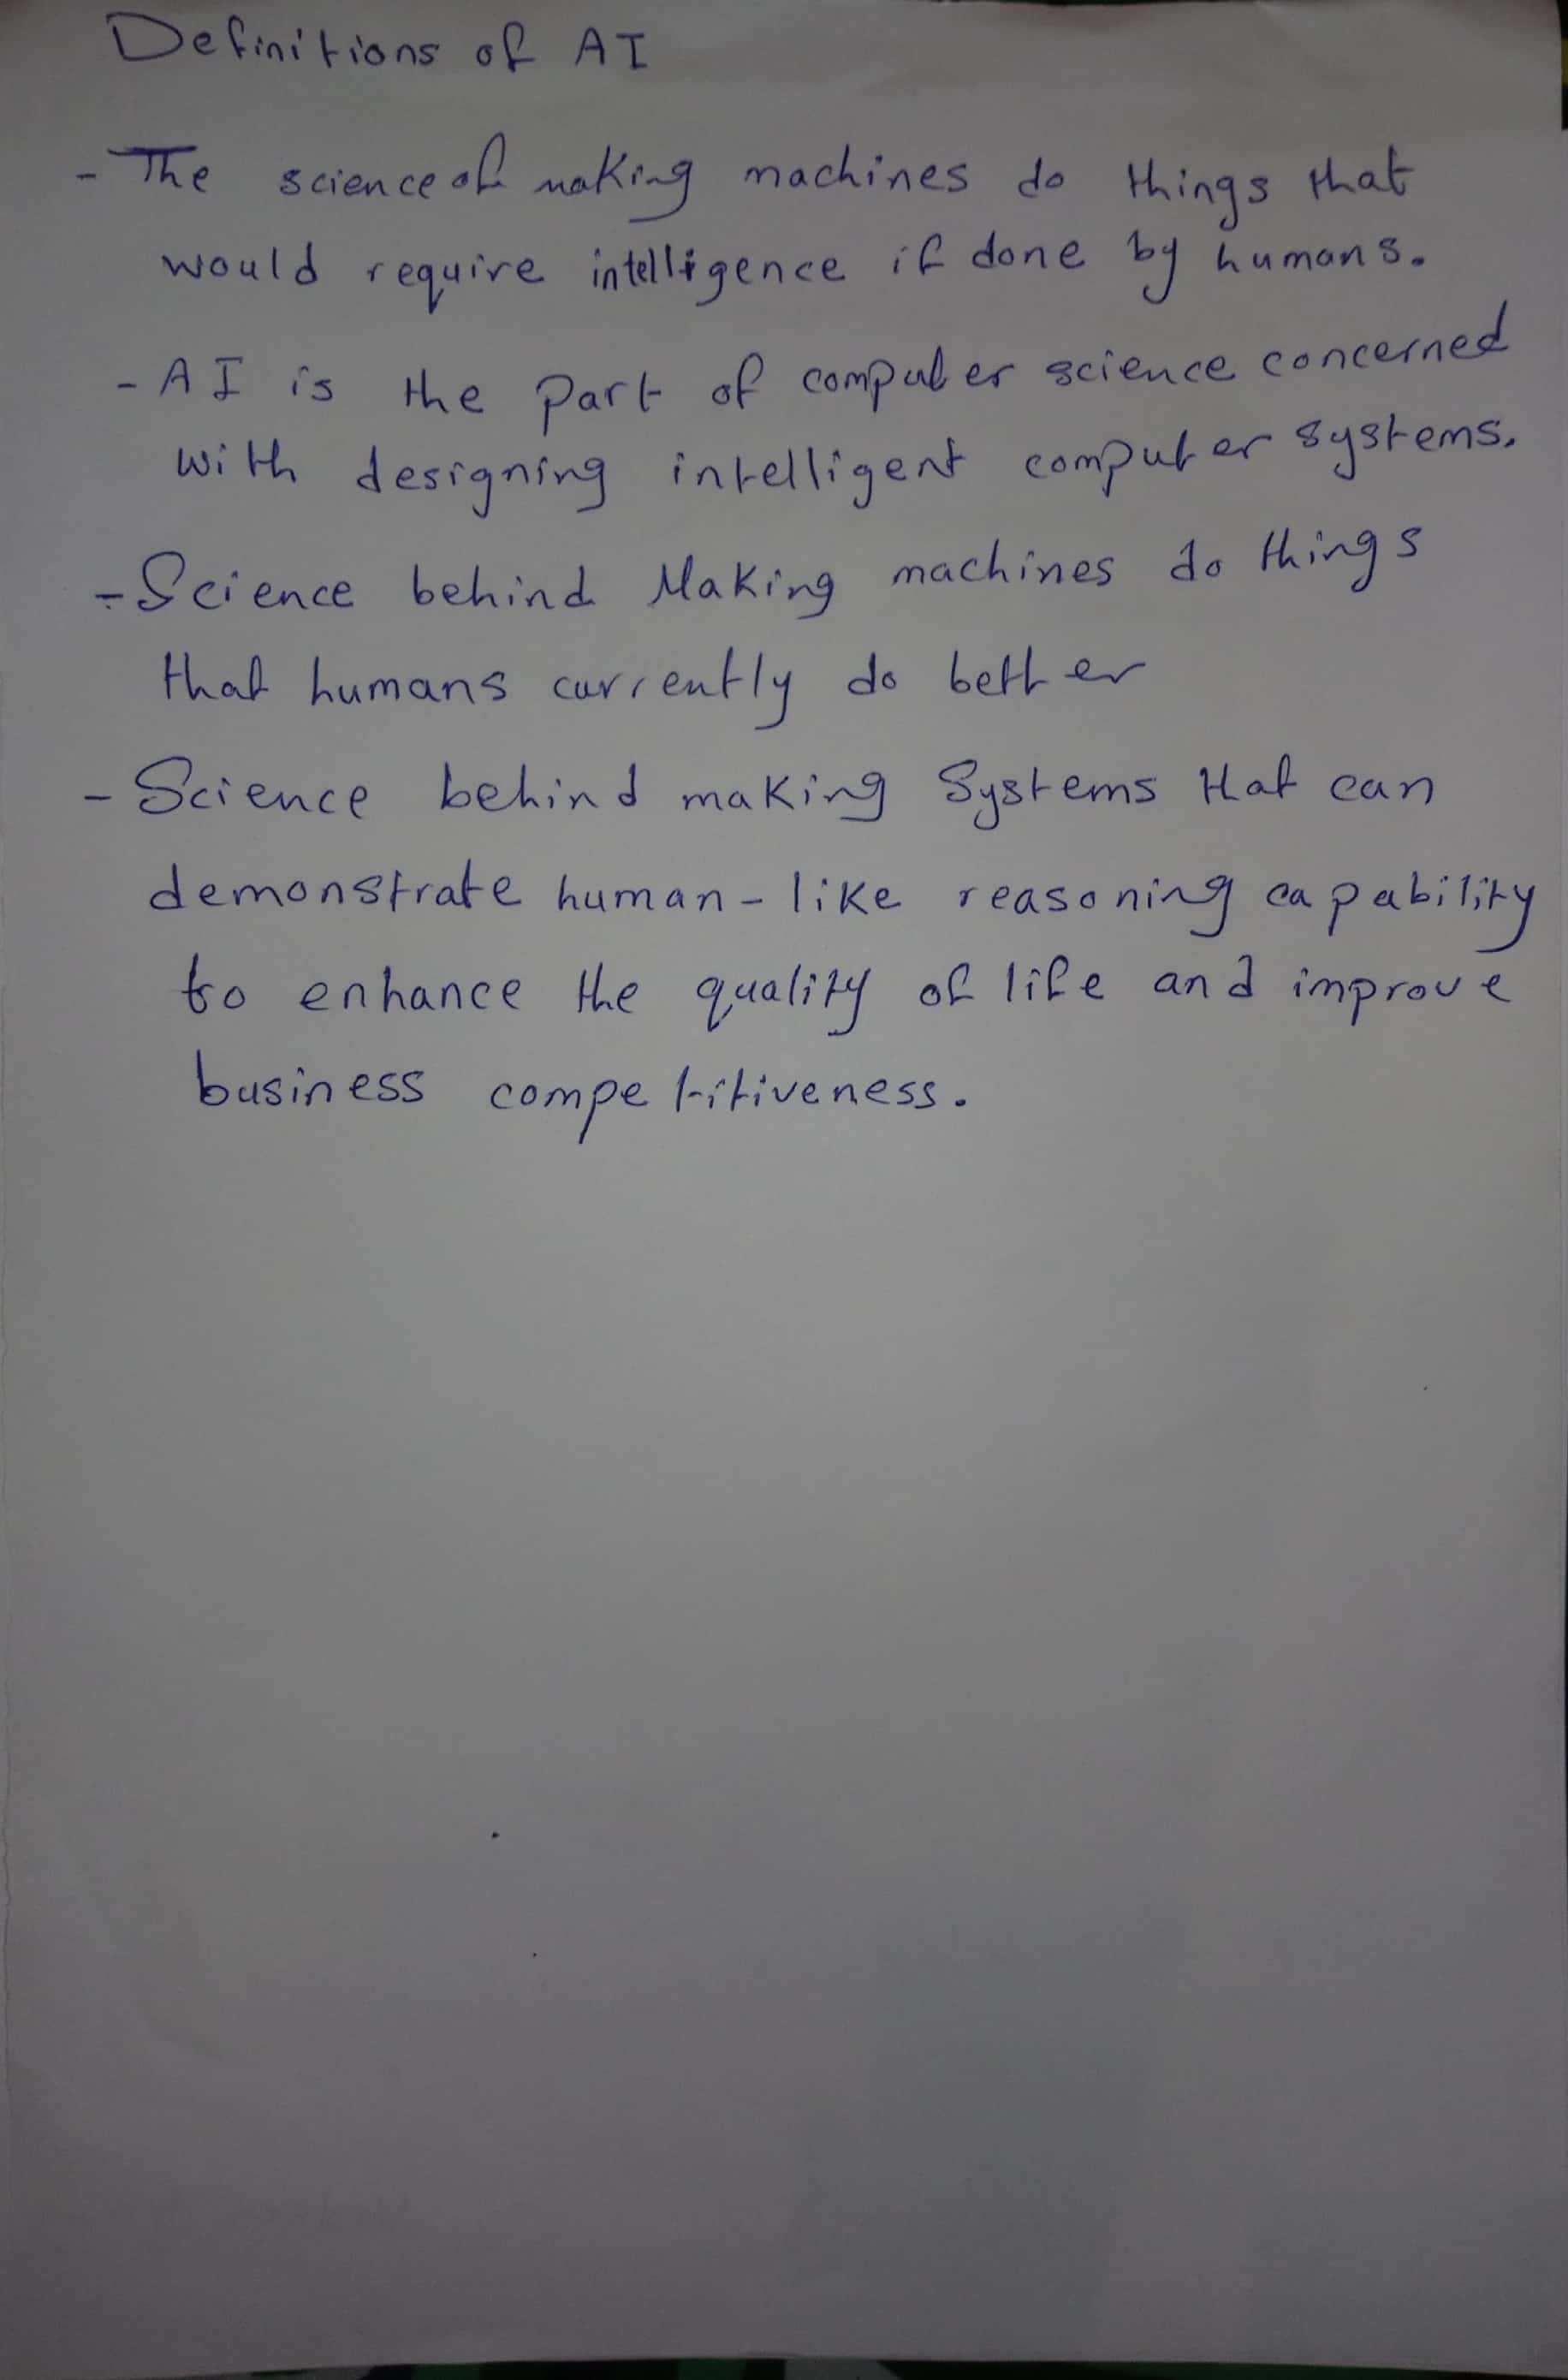 Definitions of AI
- The science of making machines do things that
would require intelligence if done by humans.
- AI is the part of computer science concerned
with designing intelligent computer systems.
- Science behind Making machines do things
that humans currently do better
- Science behind making Systems that can
demonstrate human-like reasoning capability
to enhance the quality of life and improve
business competitiveness.